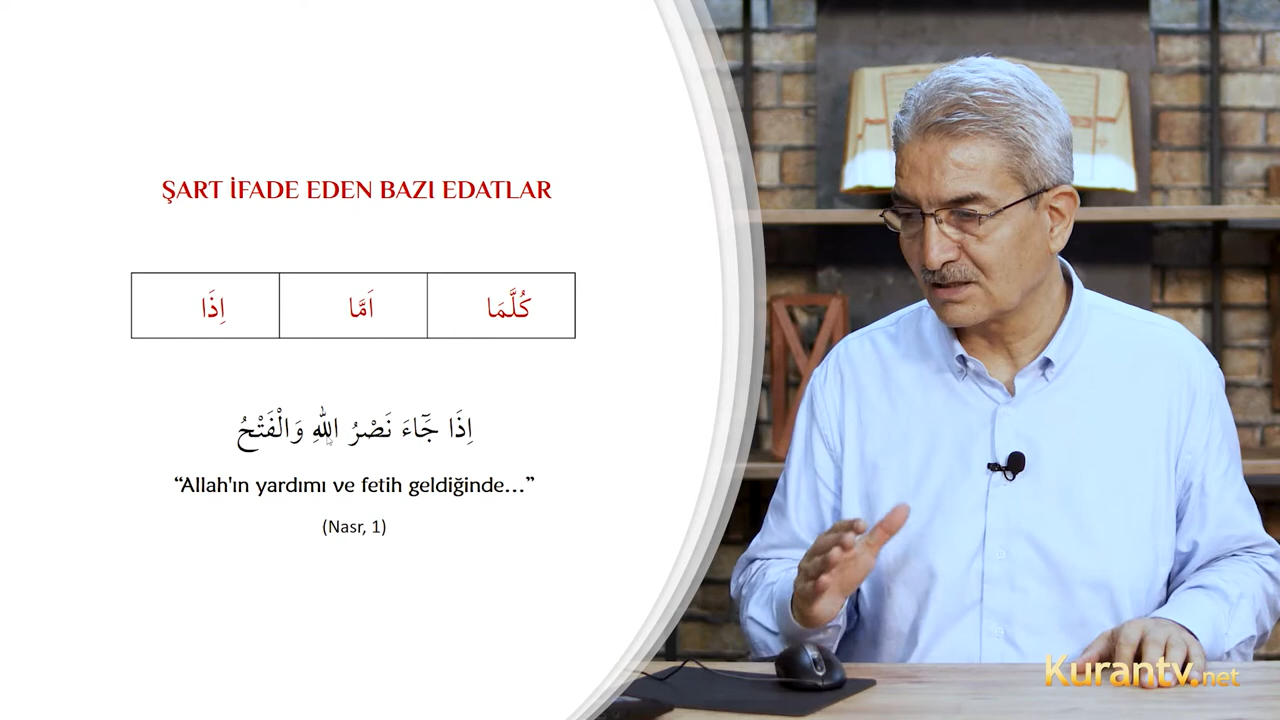 ŞART İFADE EDEN BAZI EDATLAR
كُلَّمَا اَمَّا اِذَا
اِذَا جَٓاءَ نَصْرُ اللّٰهِ وَالْفَتْحُ
“Allah'ın yardımı ve fetih geldiğinde...”
(Nasr, 1)
Kurantv.net